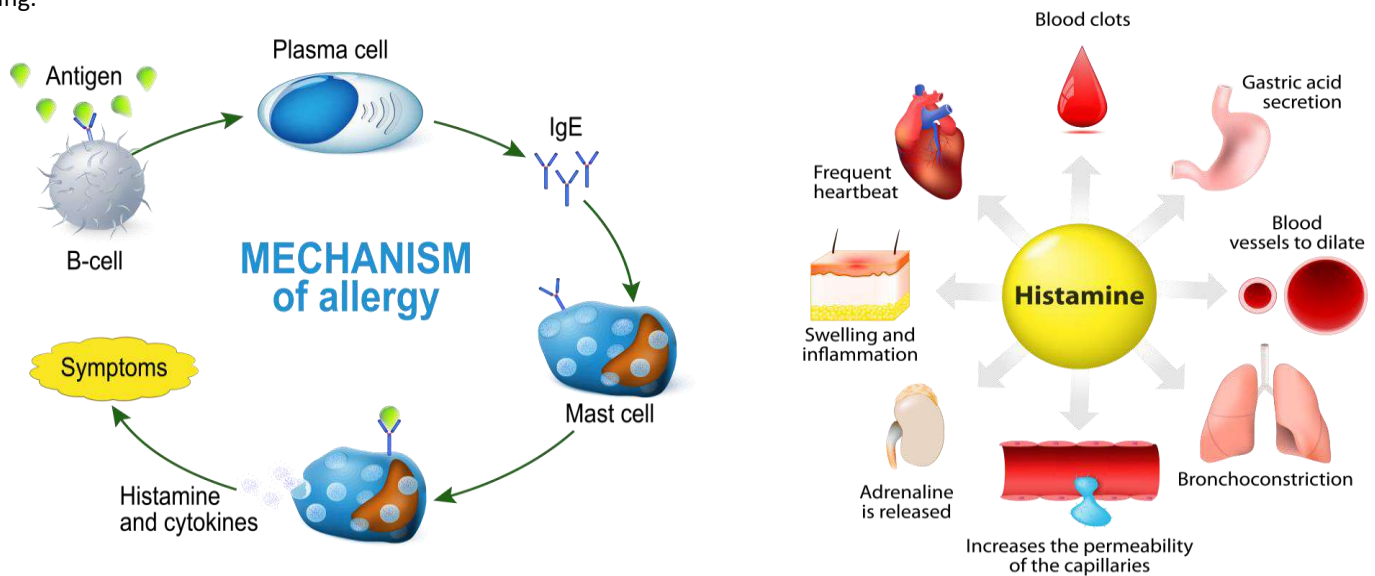 ing:
Plasma cell
Antigen
IgE
B-cell
MECHANISM
of allergy
Symptoms
Mast cell
Histamine
and cytokines
Blood clots
Gastric acid
secretion
Frequent
heartbeat
Blood
vessels to dilate
Histamine
Swelling and
inflammation
Bronchoconstriction
Adrenaline
is released
Increases the permeability
of the capillaries